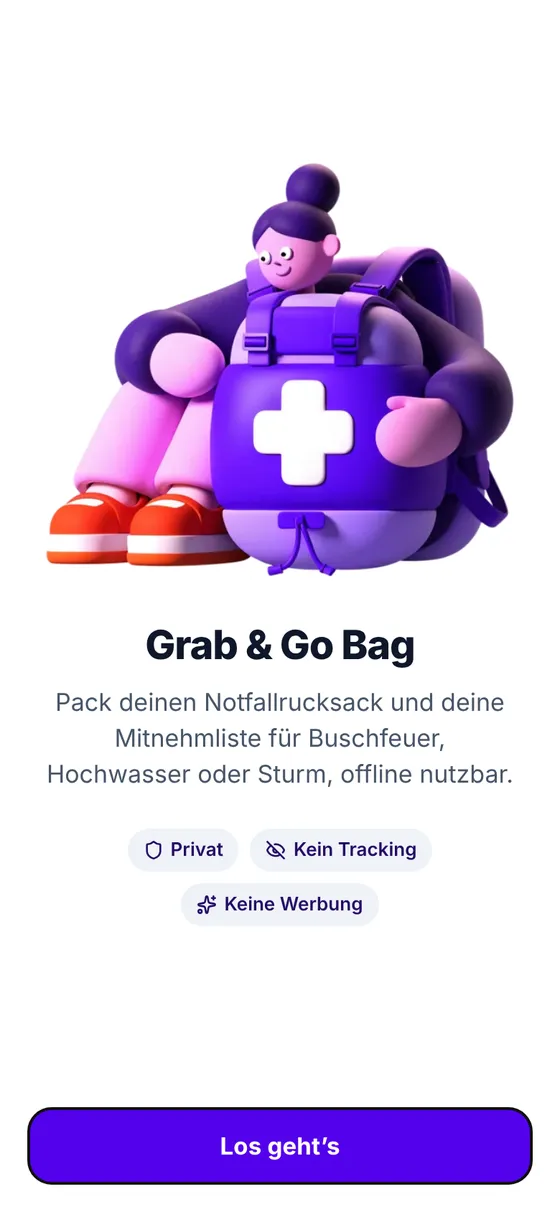 Grab & Go Bag
Pack deinen Notfallrucksack und deine
Mitnehmliste für Buschfeuer,
Hochwasser oder Sturm, offline nutzbar.
Privat
Kein Tracking
Keine Werbung
Los geht’s